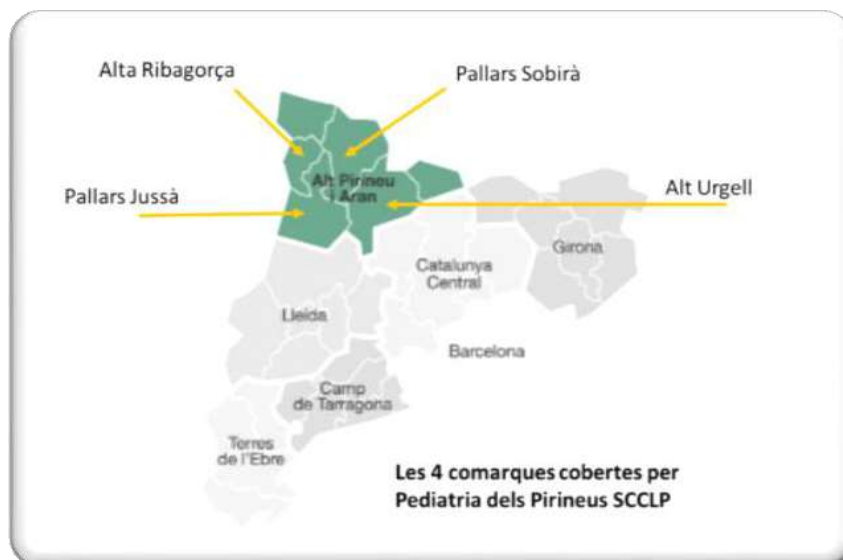 Alta Ribagorça
Pallars Sobirà
Pallars Jussà
Alt Pirineu
i Aran
Alt Urgell
Girona
Catalunya
Central
Lleida
Barcelona
Camp
de Tarragona
Terres
de l'Ebre
Les 4 comarques cobertes per
Pediatria dels Pirineus SCCLP